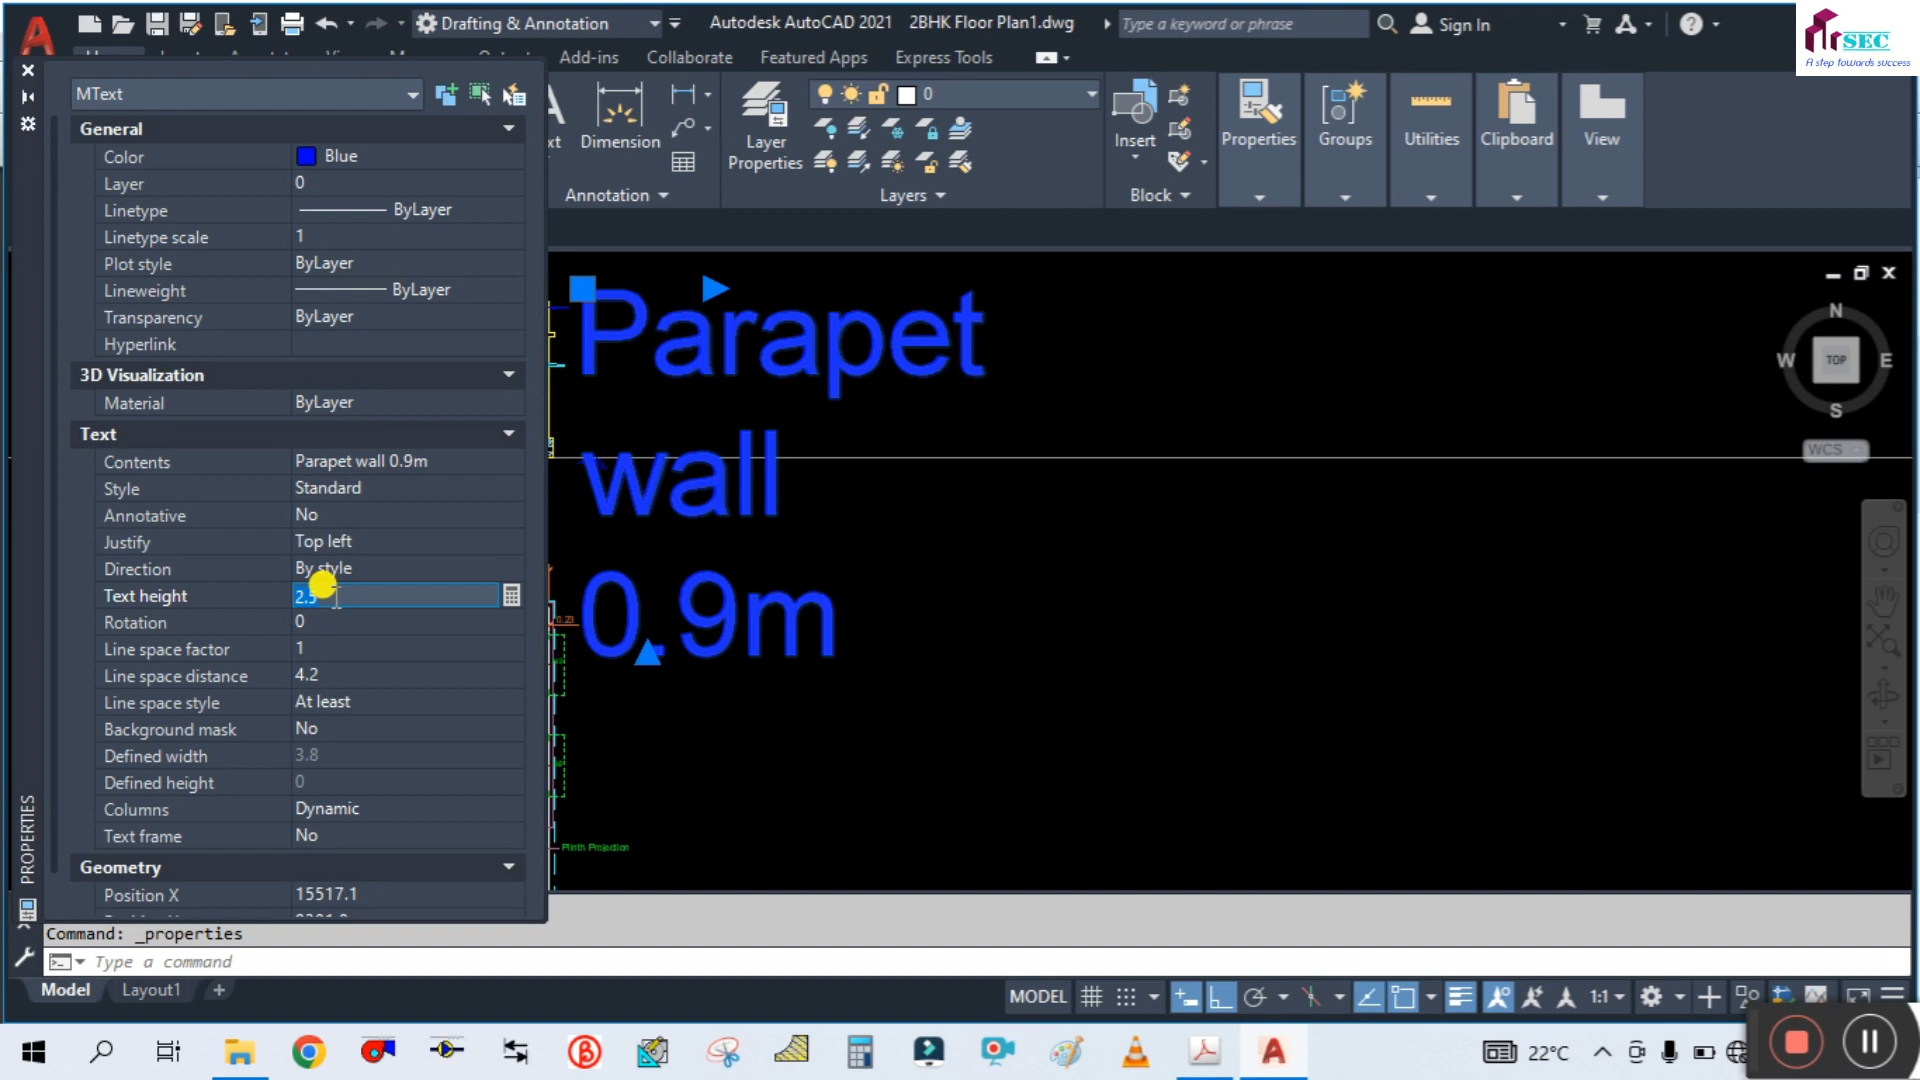 Drafting & Annotation
Autodesk AutoCAD 2021 2BHK Floor Plan1.dwg
Type a keyword or phrase
Sign In
SEC
A step towards success
Add-ins
Collaborate
Featured Apps
Express Tools
MText
General
Color Blue
Layer 0
Linetype ByLayer
Linetype scale 1
Plot style ByLayer
Lineweight ByLayer
Transparency ByLayer
Hyperlink
3D Visualization
Material ByLayer
Text
Contents Parapet wall 0.9m
Style Standard
Annotative No
Justify Top left
Direction By style
Text height 2.5
Rotation 0
Line space factor 1
Line space distance 4.2
Line space style At least
Background mask No
Defined width 3.8
Defined height 0
Columns Dynamic
Text frame No
Geometry
Position X 15517.1
PROPERTIES
Dimension
Layer
Properties
0
Annotation
Layers
Insert
Block
Properties
Groups
Utilities
Clipboard
View
Parapet
wall
0.9m
0.23
Plinth Projection
N
W TOP E
S
WCS
Command: _properties
Type a command
Model Layout1 +
MODEL
1:1
22°C